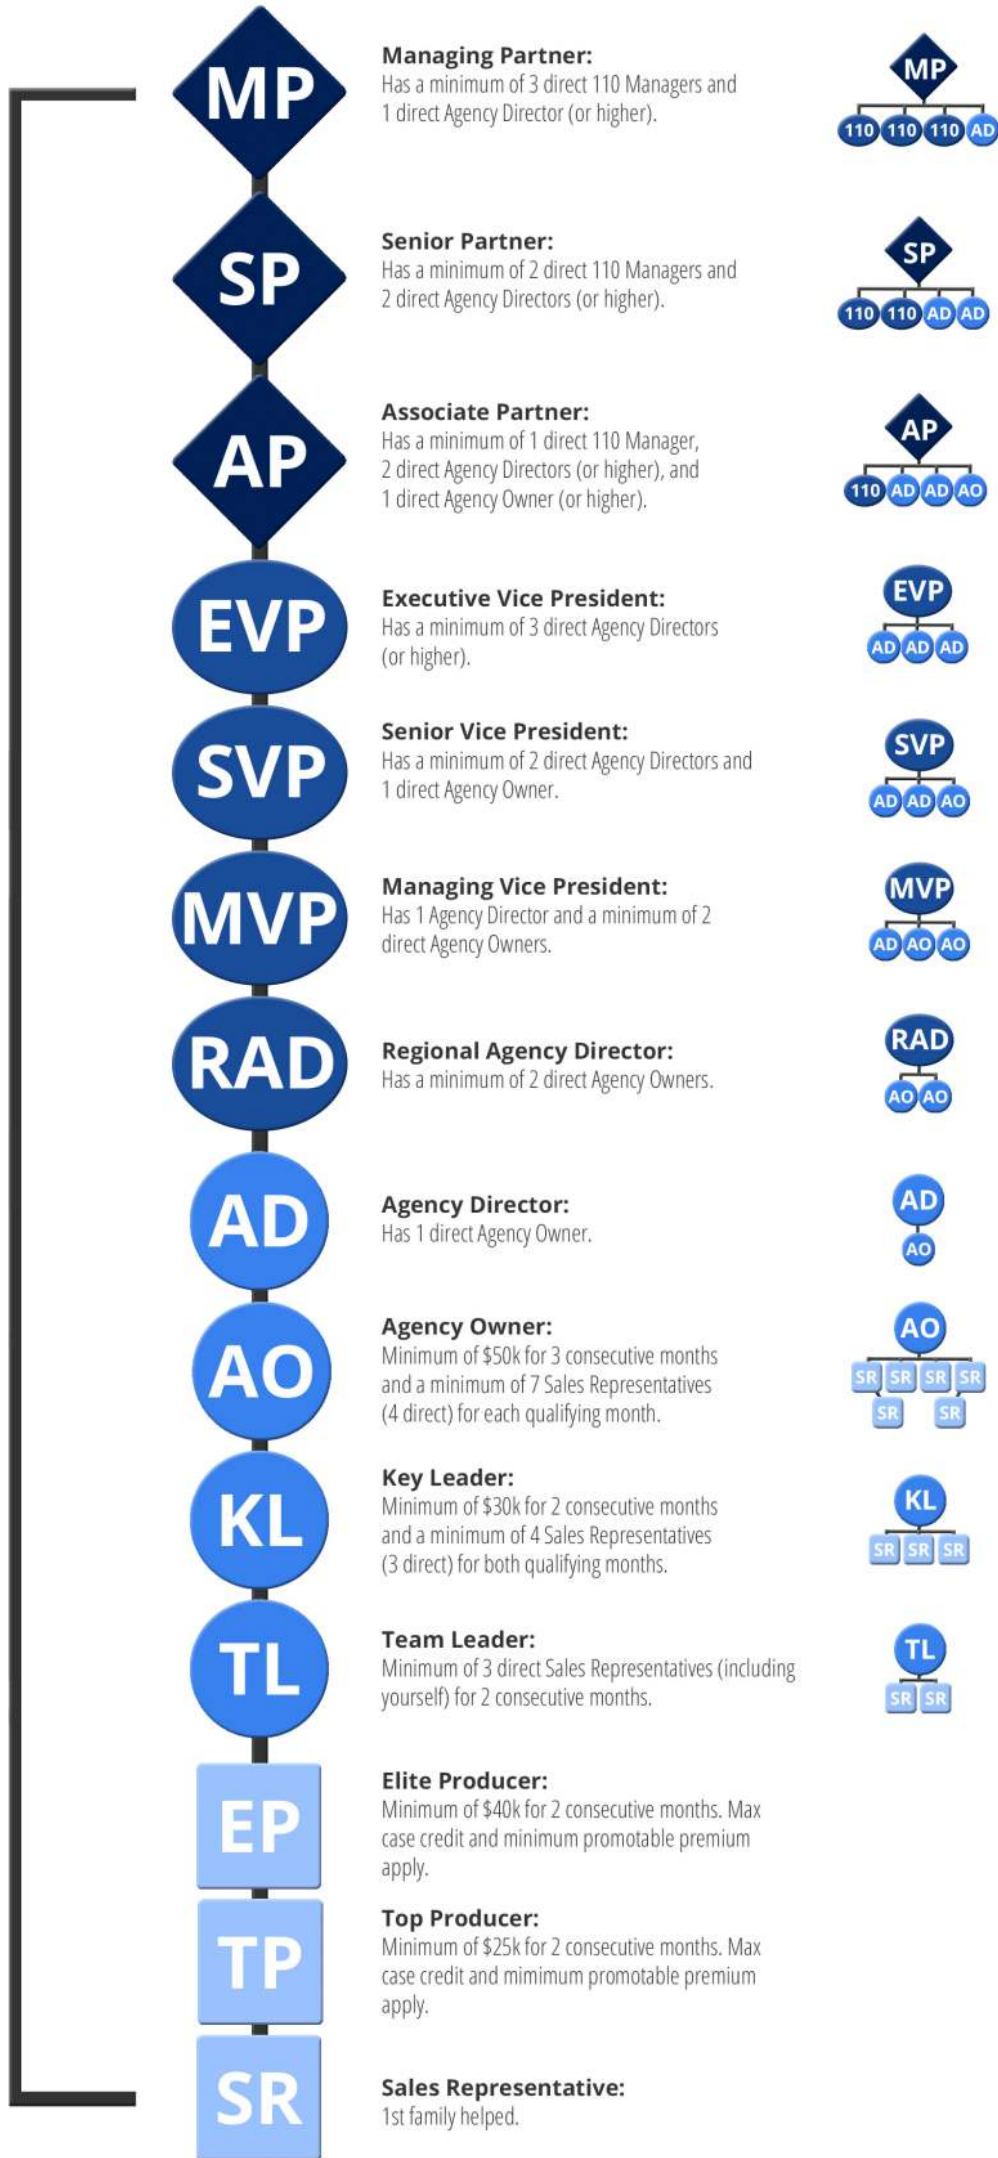 MP
Managing Partner:
Has a minimum of 3 direct 110 Managers and
1 direct Agency Director (or higher).
MP
110 110 110 AD
SP
Senior Partner:
Has a minimum of 2 direct 110 Managers and
2 direct Agency Directors (or higher).
SP
110 110 AD AD
AP
Associate Partner:
Has a minimum of 1 direct 110 Manager,
2 direct Agency Directors (or higher), and
1 direct Agency Owner (or higher).
AP
110 AD AD AO
EVP
Executive Vice President:
Has a minimum of 3 direct Agency Directors
(or higher).
EVP
AD AD AD
SVP
Senior Vice President:
Has a minimum of 2 direct Agency Directors and
1 direct Agency Owner.
SVP
AD AD AO
MVP
Managing Vice President:
Has 1 Agency Director and a minimum of 2
direct Agency Owners.
MVP
AD AO AO
RAD
Regional Agency Director:
Has a minimum of 2 direct Agency Owners.
RAD
AO AO
AD
Agency Director:
Has 1 direct Agency Owner.
AD
AO
AO
Agency Owner:
Minimum of $50k for 3 consecutive months
and a minimum of 7 Sales Representatives
(4 direct) for each qualifying month.
AO
SR SR SR SR
SR SR
KL
Key Leader:
Minimum of $30k for 2 consecutive months
and a minimum of 4 Sales Representatives
(3 direct) for both qualifying months.
KL
SR SR SR
TL
Team Leader:
Minimum of 3 direct Sales Representatives (including
yourself) for 2 consecutive months.
TL
SR SR
EP
Elite Producer:
Minimum of $40k for 2 consecutive months. Max
case credit and minimum promotable premium
apply.
TP
Top Producer:
Minimum of $25k for 2 consecutive months. Max
case credit and mimimum promotable premium
apply.
SR
Sales Representative:
1st family helped.